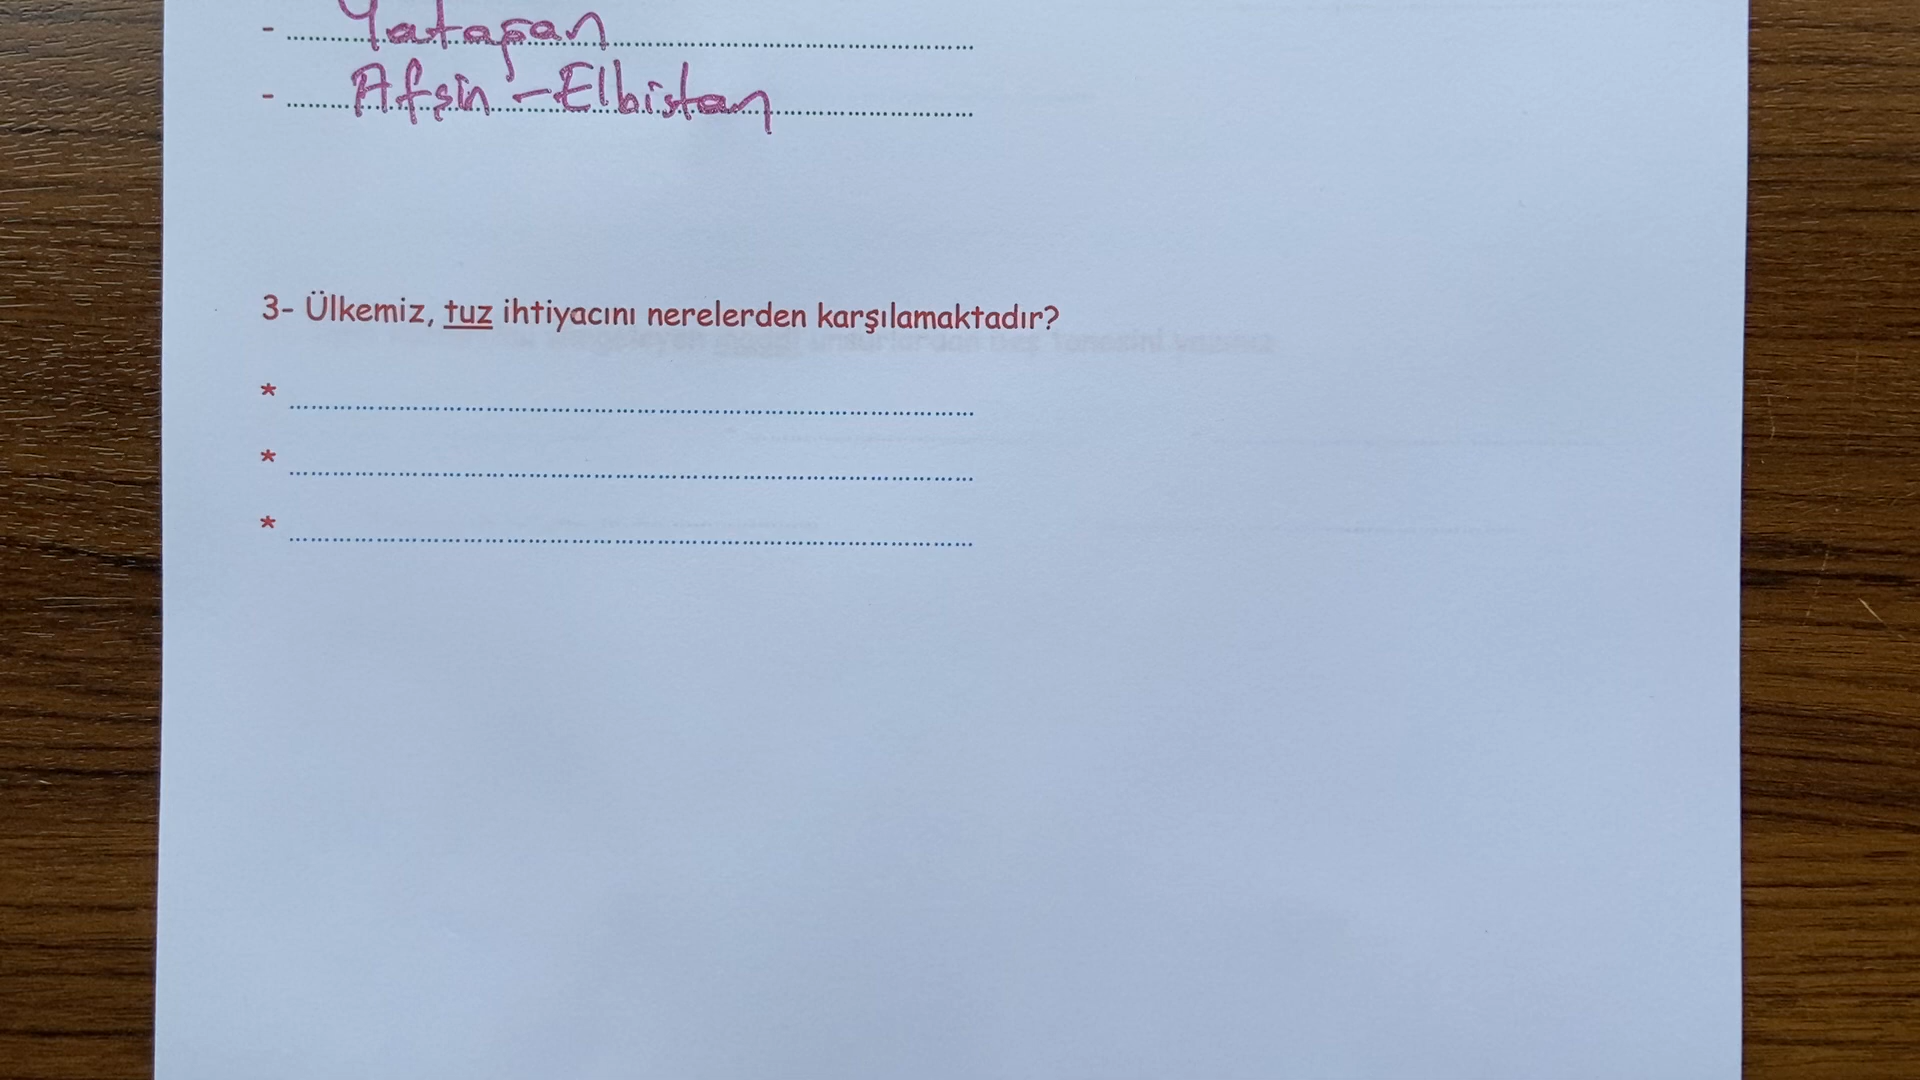 - Yatağan
- Afşin-Elbistan
3- Ülkemiz, tuz ihtiyacını nerelerden karşılamaktadır?
*
*
*